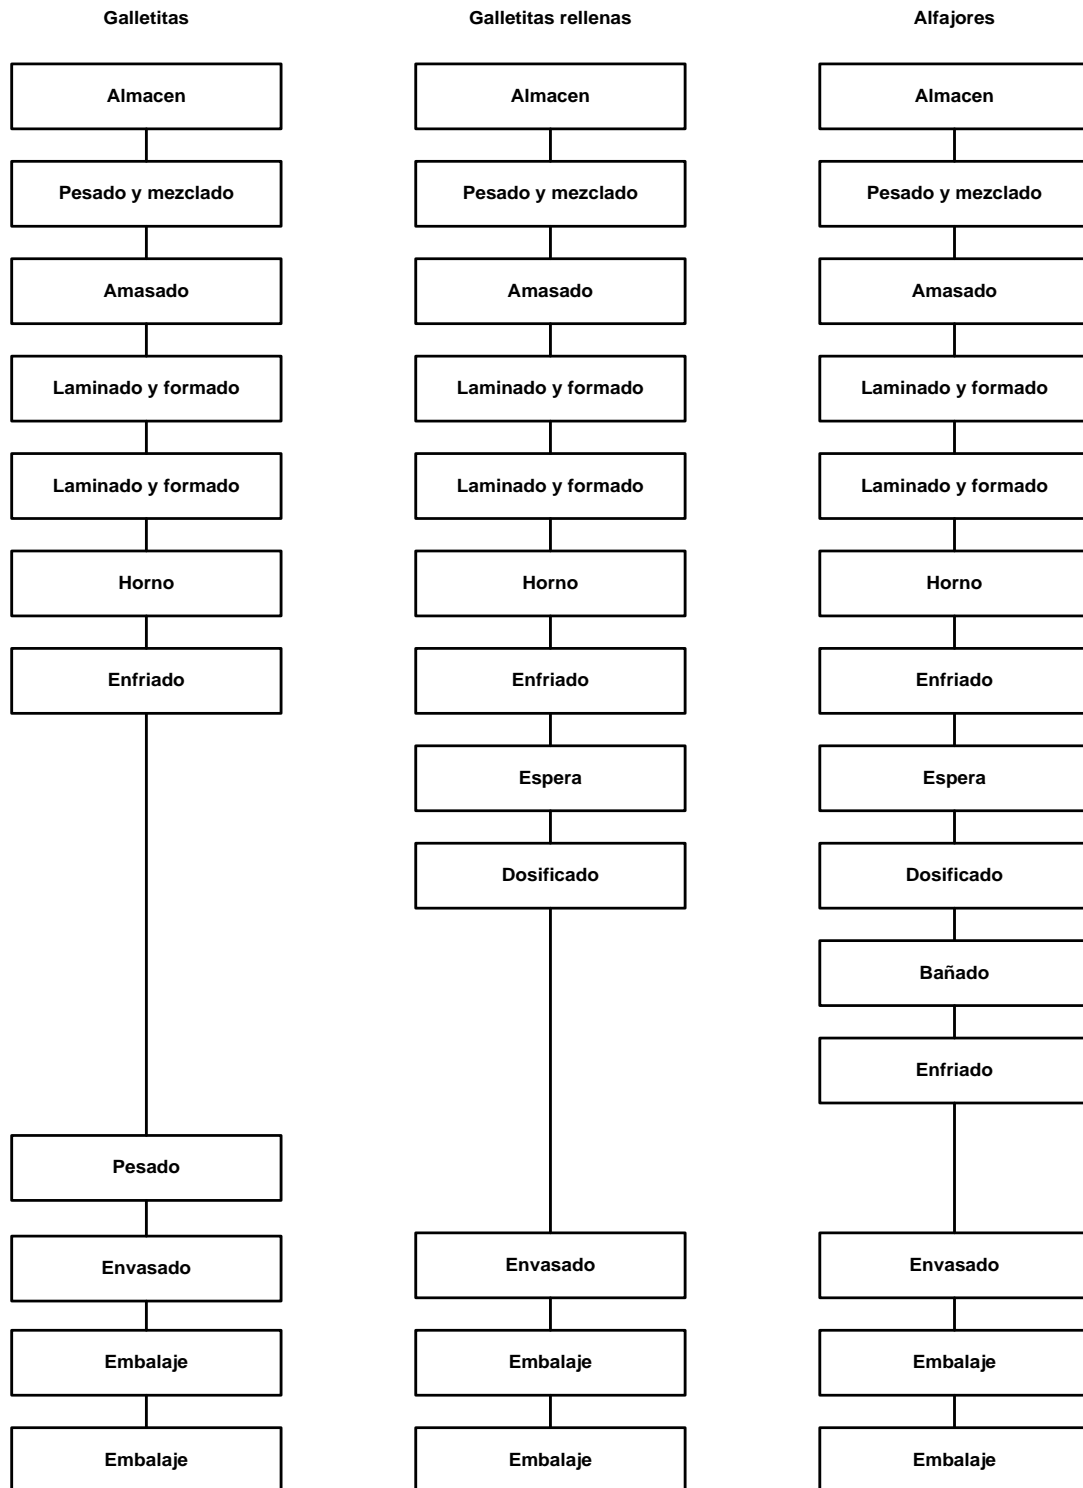 Galletitas
Almacen
Pesado y mezclado
Amasado
Laminado y formado
Laminado y formado
Horno
Enfriado
Pesado
Envasado
Embalaje
Embalaje
Galletitas rellenas
Almacen
Pesado y mezclado
Amasado
Laminado y formado
Laminado y formado
Horno
Enfriado
Espera
Dosificado
Envasado
Embalaje
Embalaje
Alfajores
Almacen
Pesado y mezclado
Amasado
Laminado y formado
Laminado y formado
Horno
Enfriado
Espera
Dosificado
Bañado
Enfriado
Envasado
Embalaje
Embalaje